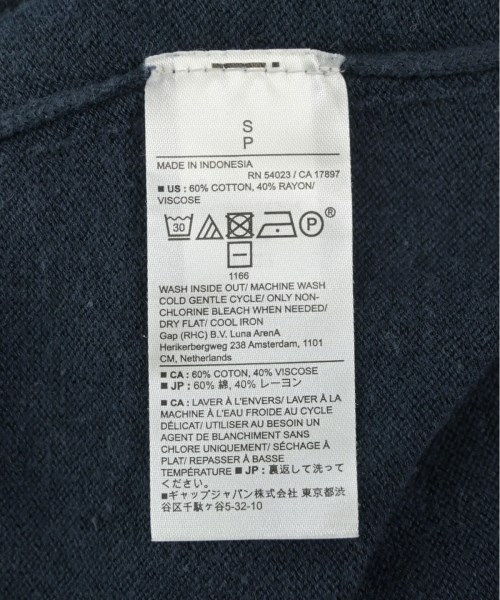 S
P
MADE IN INDONESIA
RN 54023 / CA 17897
■ US : 60% COTTON, 40% RAYON/
VISCOSE
30 P ®
1166
WASH INSIDE OUT/ MACHINE WASH
COLD GENTLE CYCLE/ ONLY NON-
CHLORINE BLEACH WHEN NEEDED/
DRY FLAT/ COOL IRON
Gap (RHC) B.V. Luna ArenA
Herikerbergweg 238 Amsterdam, 1101
CM, Netherlands
■ CA : 60% COTON, 40% VISCOSE
■ JP : 60% 綿, 40% レーヨン
■ CA : LAVER À L'ENVERS/ LAVER À LA
MACHINE À L'EAU FROIDE AU CYCLE
DÉLICAT/ UTILISER AU BESOIN UN
AGENT DE BLANCHIMENT SANS
CHLORE UNIQUEMENT/ SÉCHAGE À
PLAT/ REPASSER À BASSE
TEMPÉRATURE ■ JP : 裏返して洗って
ください。
■ギャップジャパン株式会社 東京都渋
谷区千駄ヶ谷5-32-10